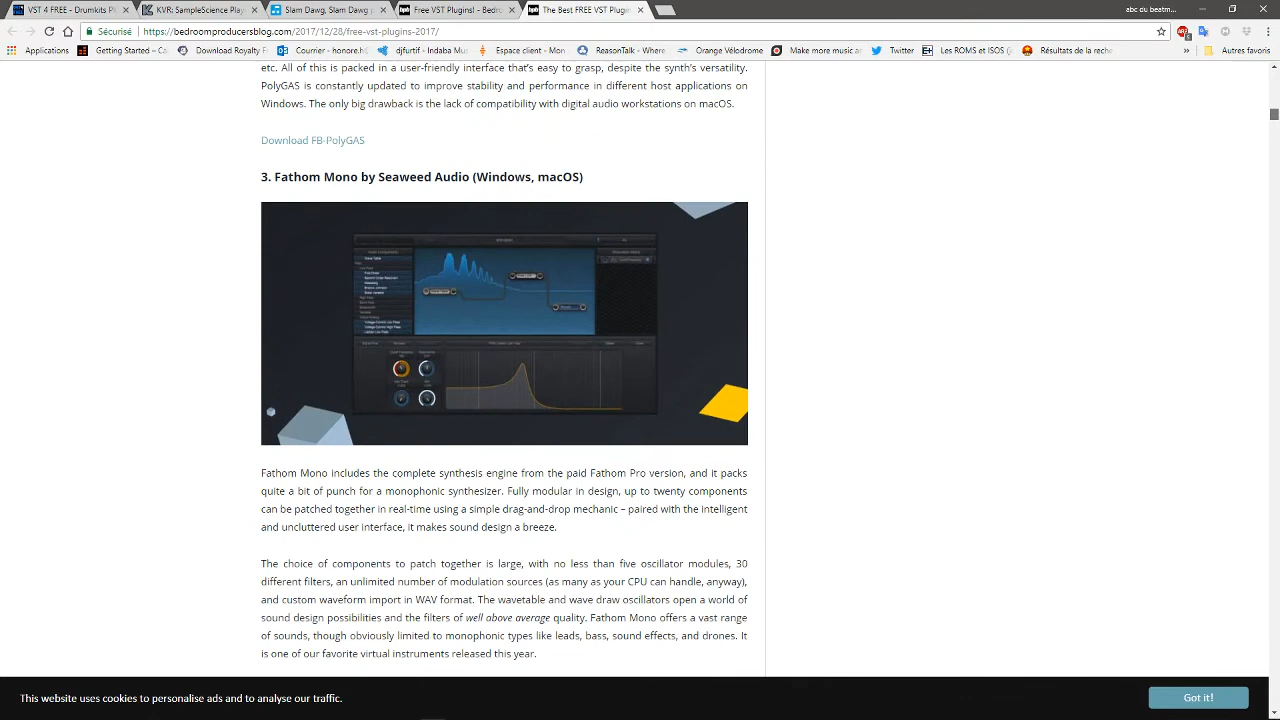 VST 4 FREE – Drumkits Pl
KVR: SampleScience Play
Slam Dawg, Slam Dawg |
Free VST Plugins! – Bedro
The Best FREE VST Plugin
abc du beatm...
Sécurisé
https://bedroomproducersblog.com/2017/12/28/free-vst-plugins-2017/
Applications
Getting Started – Ca
Download Royalty F
Courrier - honore.h
djfurtif - Industrie Mu
Est client - Mon
ReasonTalk - Where
Orange Vélodrome
Make more music an
Twitter
Les ROMS et ISOS (
Résultats de la reche
»
Autres favoris
etc. All of this is packed in a user-friendly interface that's easy to grasp, despite the synth's versatility.
PolyGAS is constantly updated to improve stability and performance in different host applications on
Windows. The only big drawback is the lack of compatibility with digital audio workstations on macOS.
Download FB-PolyGAS
3. Fathom Mono by Seaweed Audio (Windows, macOS)
Fathom Mono includes the complete synthesis engine from the paid Fathom Pro version, and it packs
quite a bit of punch for a monophonic synthesizer. Fully modular in design, up to twenty components
can be patched together in real-time using a simple drag-and-drop mechanic – paired with the intelligent
and uncluttered user interface, it makes sound design a breeze.
The choice of components to patch together is large, with no less than five oscillator modules, 30
different filters, an unlimited number of modulation sources (as many as your CPU can handle, anyway),
and custom waveform import in WAV format. The wavetable and wave draw oscillators open a world of
sound design possibilities and the filters of well above average quality. Fathom Mono offers a vast range
of sounds, though obviously limited to monophonic types like leads, bass, sound effects, and drones. It
is one of our favorite virtual instruments released this year.
This website uses cookies to personalise ads and to analyse our traffic.
Got it!